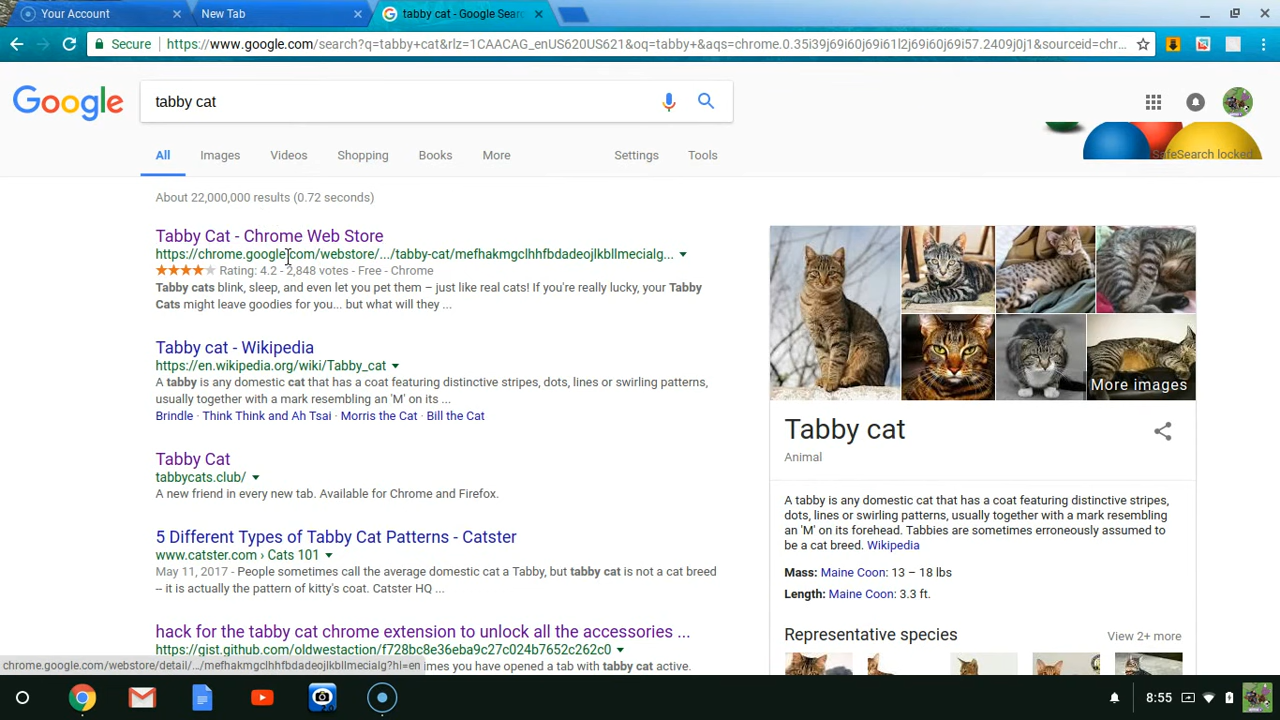 Your Account
New Tab
tabby cat - Google Sear
Secure
https://www.google.com/search?q=tabby+cat&rlz=1CAACAG_enUS620US621&oq=tabby+&aqs=chrome.0.35i39j69i60j69i61l2j69i60j69i57.2409j0j1&sourceid=chr...
Google
tabby cat
All
Images
Videos
Shopping
Books
More
Settings
Tools
SafeSearch locked
About 22,000,000 results (0.72 seconds)
Tabby Cat - Chrome Web Store
https://chrome.google.com/webstore/.../tabby-cat/mefhakmgclhhfbdadeojlkbllmecialg...
Rating: 4.2 - 2,848 votes - Free - Chrome
Tabby cats blink, sleep, and even let you pet them – just like real cats! If you're really lucky, your Tabby
Cats might leave goodies for you... but what will they ...
Tabby cat - Wikipedia
https://en.wikipedia.org/wiki/Tabby_cat
A tabby is any domestic cat that has a coat featuring distinctive stripes, dots, lines or swirling patterns,
usually together with a mark resembling an 'M' on its ...
Brindle · Think Think and Ah Tsai · Morris the Cat · Bill the Cat
Tabby Cat
tabbycats.club/
A new friend in every new tab. Available for Chrome and Firefox.
5 Different Types of Tabby Cat Patterns - Catster
www.catster.com › Cats 101
May 11, 2017 - People sometimes call the average domestic cat a Tabby, but tabby cat is not a cat breed
– it is actually the pattern of kitty's coat. Catster HQ ...
hack for the tabby cat chrome extension to unlock all the accessories ...
https://gist.github.com/oldwestaction/f728bc8e36eba9c27c024b7652c262c0
mes you have opened a tab with tabby cat active.
chrome.google.com/webstore/detail/.../mefhakmgclhhfbdadeojlkbllmecialg?hl=en
More images
Tabby cat
Animal
A tabby is any domestic cat that has a coat featuring distinctive stripes,
dots, lines or swirling patterns, usually together with a mark resembling
an 'M' on its forehead. Tabbies are sometimes erroneously assumed to
be a cat breed. Wikipedia
Mass: Maine Coon: 13 – 18 lbs
Length: Maine Coon: 3.3 ft.
Representative species
View 2+ more
8:55